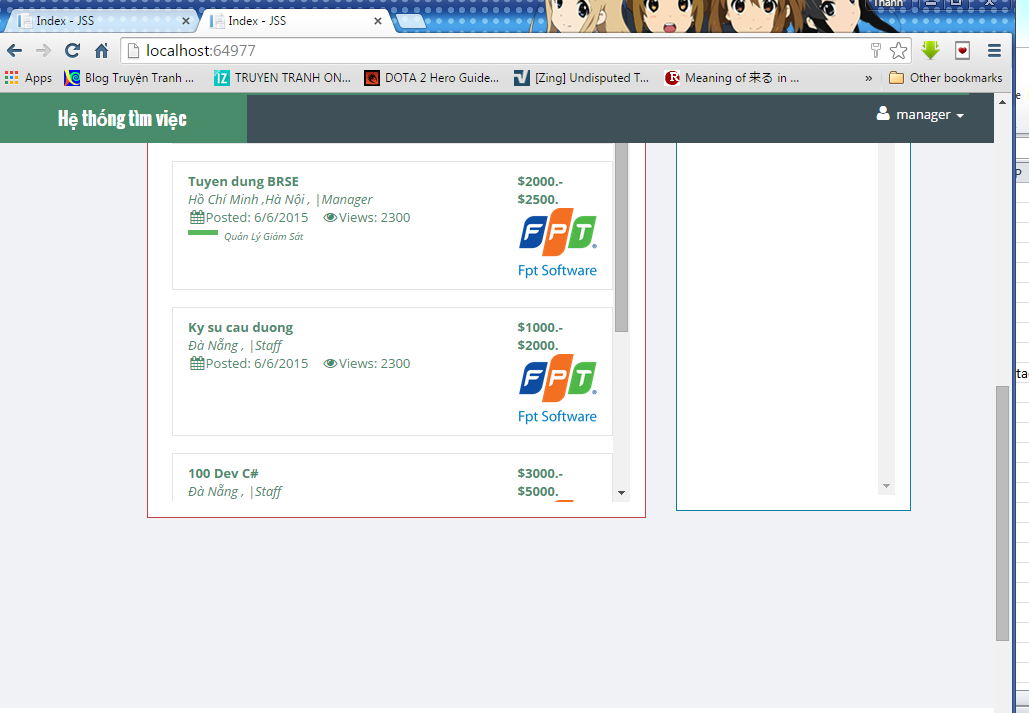 Thanh
Index - JSS
Index - JSS
localhost:64977
Apps
Blog Truyện Tranh ...
IZ
TRUYEN TRANH ON...
DOTA 2 Hero Guide...
[Zing] Undisputed T...
R
Meaning of 来る in ...
»
Other bookmarks
Hệ thống tìm việc
manager
Tuyen dung BRSE
$2000.-
$2500.
Hồ Chí Minh ,Hà Nội , |Manager
Posted: 6/6/2015
Views: 2300
Quản Lý Giám Sát
FPT
Fpt Software
Ky su cau duong
$1000.-
$2000.
Đà Nẵng , |Staff
Posted: 6/6/2015
Views: 2300
FPT
Fpt Software
100 Dev C#
$3000.-
$5000.
Đà Nẵng , |Staff